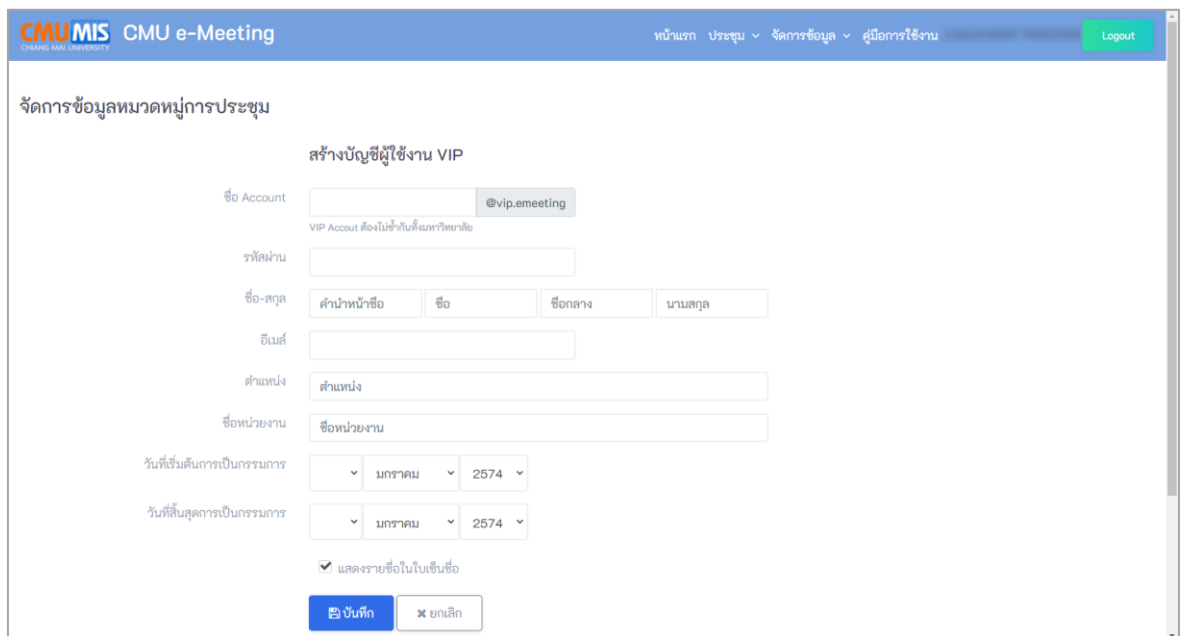 CMU MIS CMU e-Meeting หน้าแรก ประชุม จัดการข้อมูล คู่มือการใช้งาน Logout
CHIANG MAI UNIVERSITY
จัดการข้อมูลหมวดหมู่การประชุม
สร้างบัญชีผู้ใช้งาน VIP
ชื่อ Account @vip.emeeting
VIP Accout ต้องไม่ซ้ำกันทั้งมหาวิทยาลัย
รหัสผ่าน
ชื่อ-สกุล คำนำหน้าชื่อ ชื่อ ชื่อกลาง นามสกุล
อีเมล์
ตำแหน่ง ตำแหน่ง
ชื่อหน่วยงาน ชื่อหน่วยงาน
วันที่เริ่มต้นการเป็นกรรมการ มกราคม 2574
วันที่สิ้นสุดการเป็นกรรมการ มกราคม 2574
แสดงรายชื่อในใบเซ็นชื่อ
บันทึก ยกเลิก